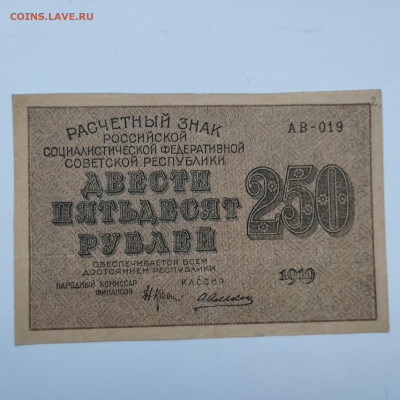 COINS.ЛАVE.RU
РАСЧЕТНЫЙ ЗНАК
РОССИЙСКОЙ
СОЦИАЛИСТИЧЕСКОЙ ФЕДЕРАТИВНОЙ
СОВЕТСКОЙ РЕСПУБЛИКИ
АВ-019
ДВЕСТИ
ПЯТЬДЕСЯТ
РУБЛЕЙ
250
ОБЕСПЕЧИВАЕТСЯ ВСЕМ
ДОСТОЯНИЕМ РЕСПУБЛИКИ
НАРОДНЫЙ КОМИССАР
ФИНАНСОВ
КАССИР
1919